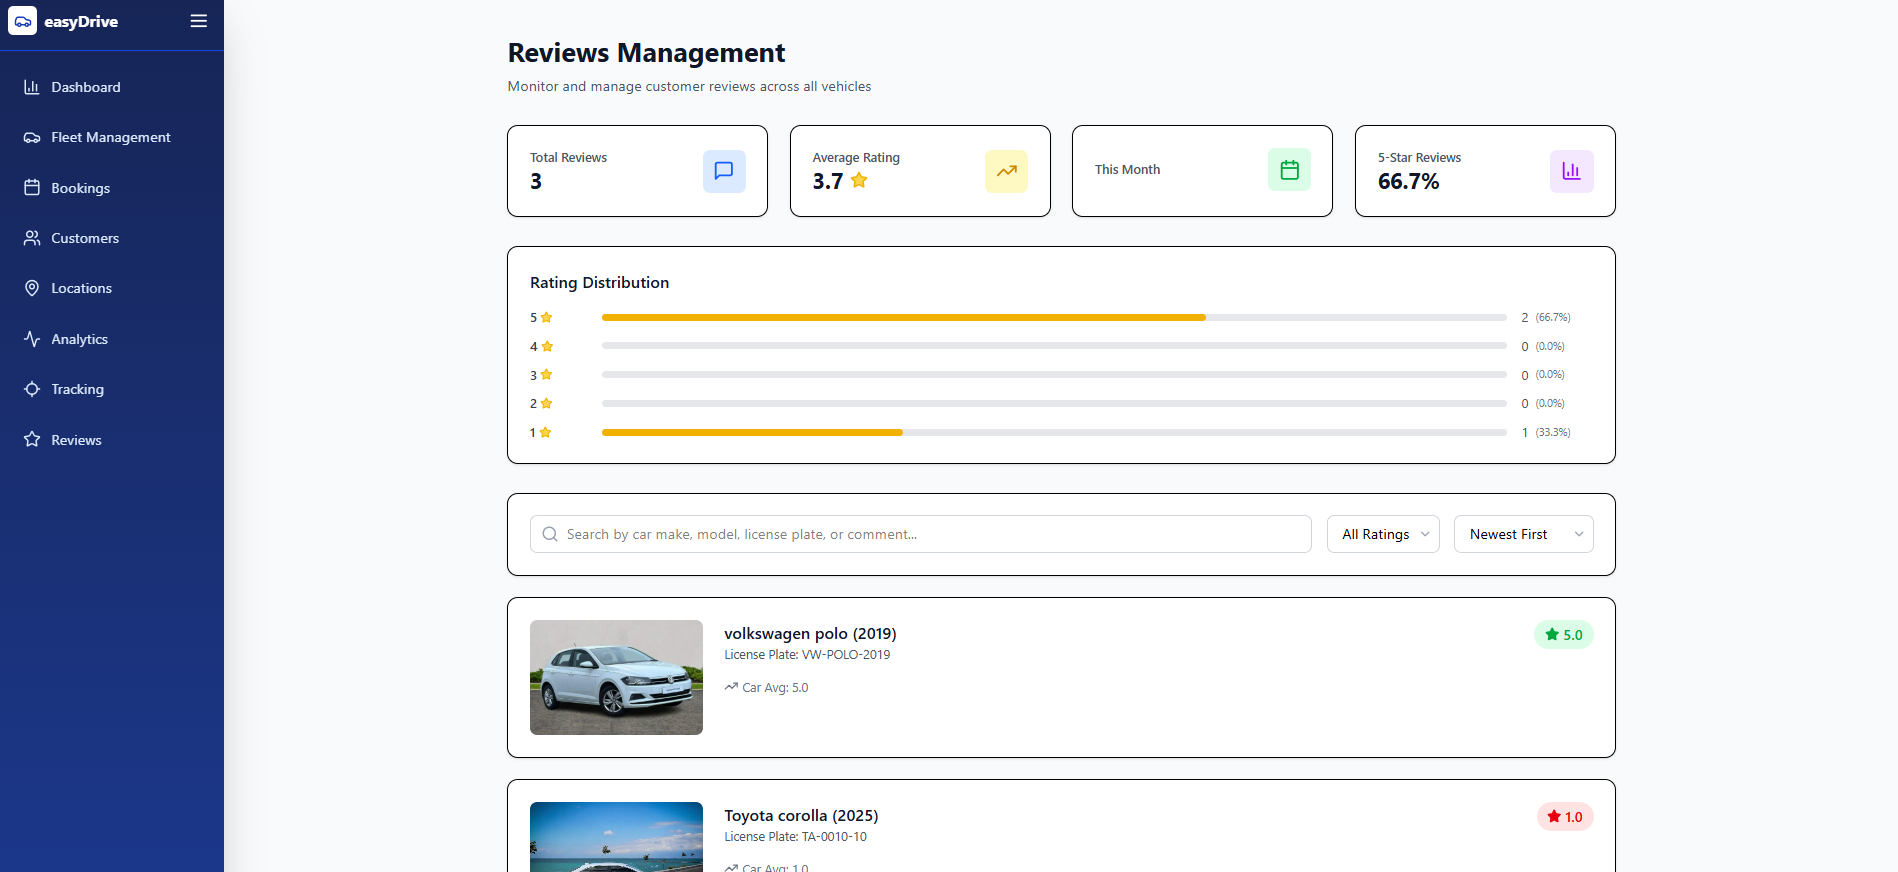 easyDrive
Dashboard
Fleet Management
Bookings
Customers
Locations
Analytics
Tracking
Reviews
Reviews Management
Monitor and manage customer reviews across all vehicles
Total Reviews
3
Average Rating
3.7
This Month
5-Star Reviews
66.7%
Rating Distribution
5 2 (66.7%)
4 0 (0.0%)
3 0 (0.0%)
2 0 (0.0%)
1 1 (33.3%)
Search by car make, model, license plate, or comment...
All Ratings
Newest First
volkswagen polo (2019)
5.0
License Plate: VW-POLO-2019
Car Avg: 5.0
Toyota corolla (2025)
1.0
License Plate: TA-0010-10
Car Avg: 1.0